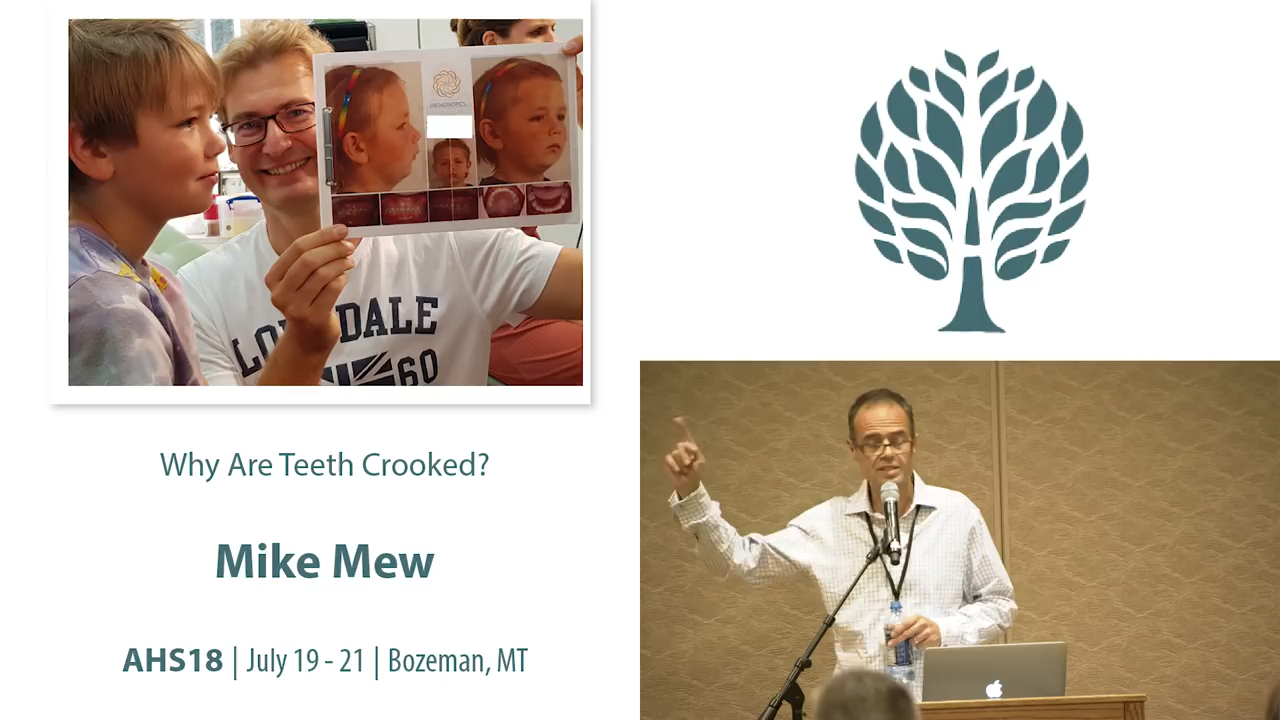 LONSDALE
60
Why Are Teeth Crooked?
Mike Mew
AHS18 | July 19 - 21 | Bozeman, MT